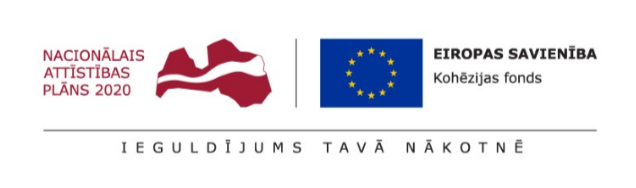 NACIONĀLAIS
ATTĪSTĪBAS
PLĀNS 2020
EIROPAS SAVIENĪBA
Kohēzijas fonds
IEGULDĪJUMS TAVĀ NĀKOTNĒ